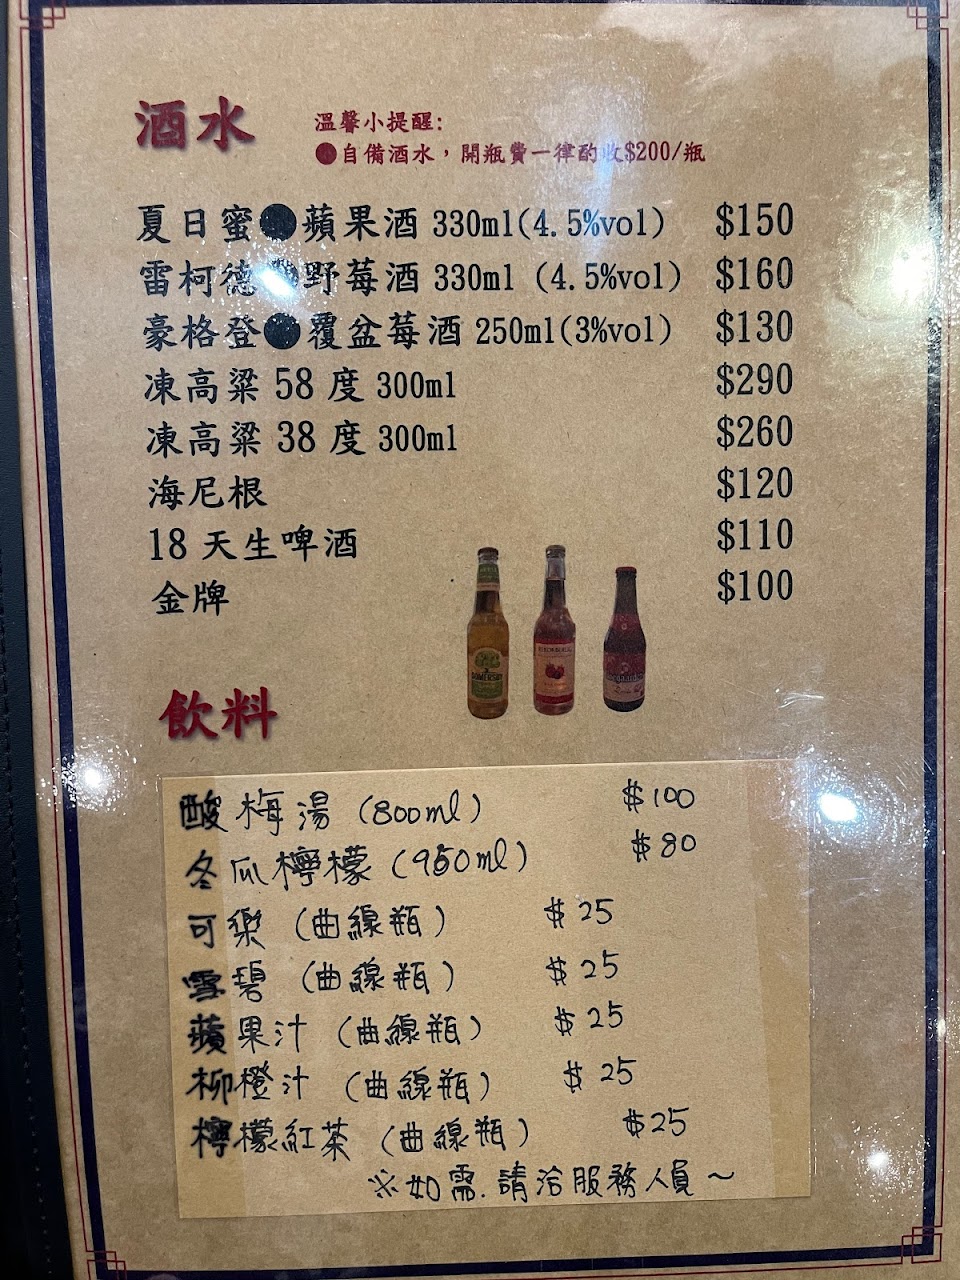 酒水
溫馨小提醒:
●自備酒水，開瓶費一律酌收$200/瓶
夏日蜜●蘋果酒 330ml(4.5%vol) $150
雷柯德●野莓酒 330ml (4.5%vol) $160
豪格登●覆盆莓酒 250ml(3%vol) $130
凍高粱 58 度 300ml $290
凍高粱 38 度 300ml $260
海尼根 $120
18 天生啤酒 $110
金牌 $100
SOMERSBY
飲料
酸梅湯 (800ml) $100
冬瓜檸檬 (950ml) $80
可樂 (曲線瓶) $25
雪碧 (曲線瓶) $25
蘋果汁 (曲線瓶) $25
柳橙汁 (曲線瓶) $25
檸檬紅茶 (曲線瓶) $25
※如需.請洽服務人員~